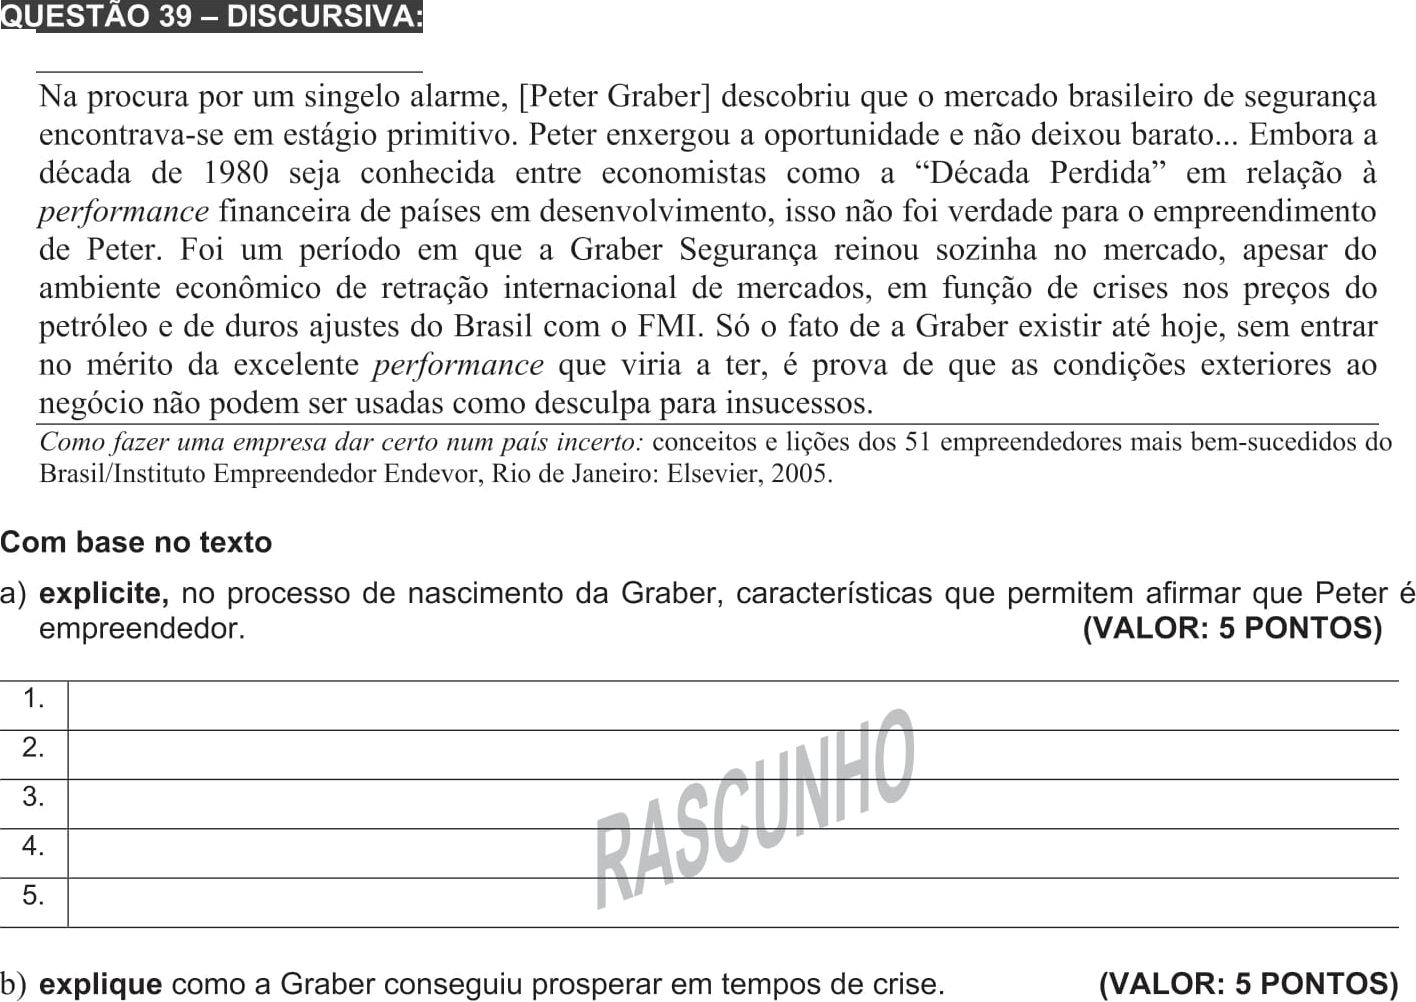 QUESTÃO 39 – DISCURSIVA:
Na procura por um singelo alarme, [Peter Graber] descobriu que o mercado brasileiro de segurança
encontrava-se em estágio primitivo. Peter enxergou a oportunidade e não deixou barato... Embora a
década de 1980 seja conhecida entre economistas como a “Década Perdida” em relação à
performance financeira de países em desenvolvimento, isso não foi verdade para o empreendimento
de Peter. Foi um período em que a Graber Segurança reinou sozinha no mercado, apesar do
ambiente econômico de retração internacional de mercados, em função de crises nos preços do
petróleo e de duros ajustes do Brasil com o FMI. Só o fato de a Graber existir até hoje, sem entrar
no mérito da excelente performance que viria a ter, é prova de que as condições exteriores ao
negócio não podem ser usadas como desculpa para insucessos.
Como fazer uma empresa dar certo num país incerto: conceitos e lições dos 51 empreendedores mais bem-sucedidos do
Brasil/Instituto Empreendedor Endevor, Rio de Janeiro: Elsevier, 2005.
Com base no texto
a) explicite, no processo de nascimento da Graber, características que permitem afirmar que Peter é
empreendedor. (VALOR: 5 PONTOS)
1.
2.
3.
4.
5.
RASCUNHO
b) explique como a Graber conseguiu prosperar em tempos de crise. (VALOR: 5 PONTOS)